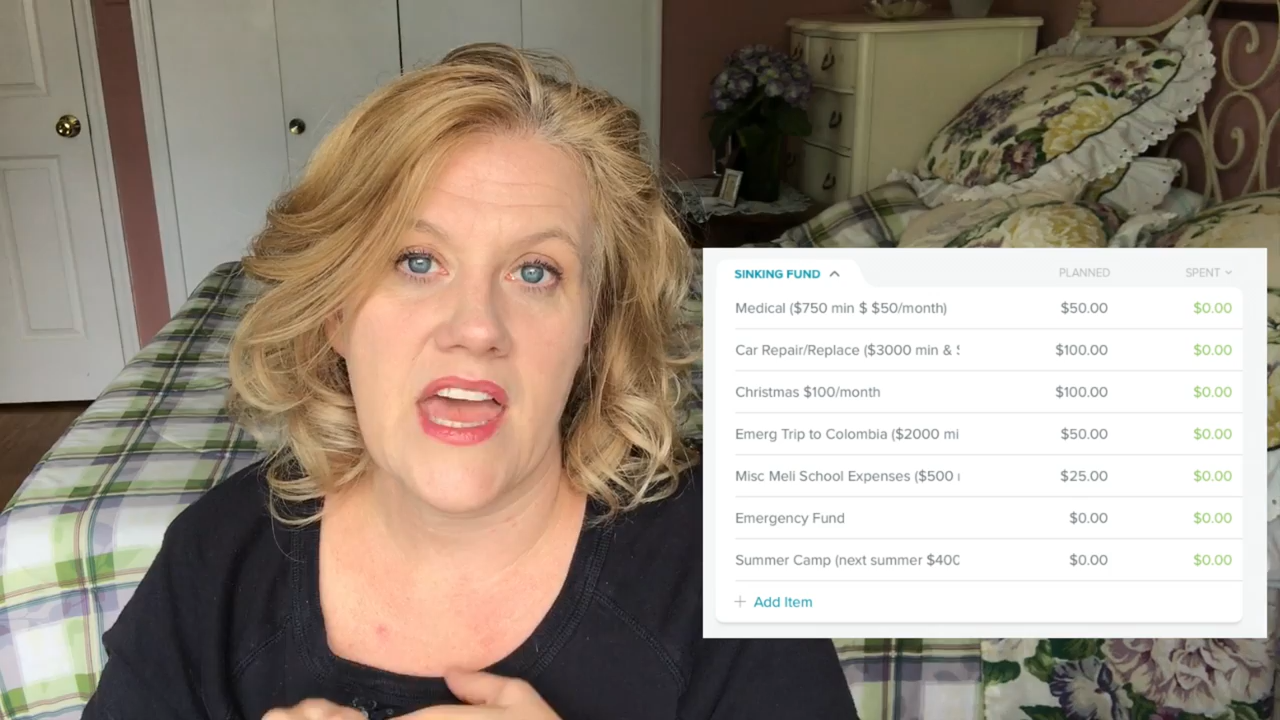 SINKING FUND PLANNED SPENT
Medical ($750 min $ $50/month) $50.00 $0.00
Car Repair/Replace ($3000 min & $100.00 $0.00
Christmas $100/month $100.00 $0.00
Emerg Trip to Colombia ($2000 mi $50.00 $0.00
Misc Meli School Expenses ($500 $25.00 $0.00
Emergency Fund $0.00 $0.00
Summer Camp (next summer $400 $0.00 $0.00
+ Add Item